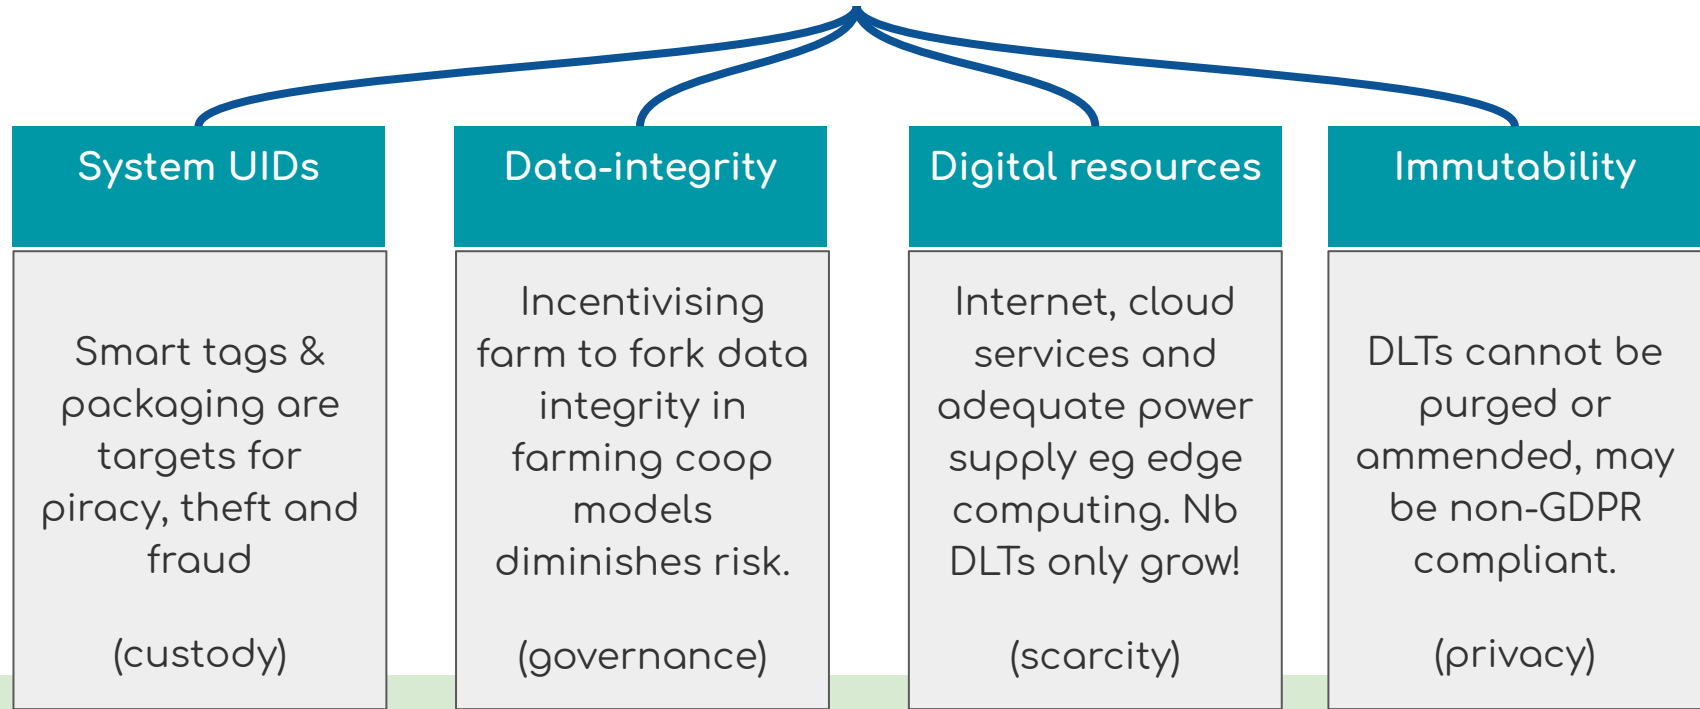 System UIDs
Smart tags &
packaging are
targets for
piracy, theft and
fraud
(custody)
Data-integrity
Incentivising
farm to fork data
integrity in
farming coop
models
diminishes risk.
(governance)
Digital resources
Internet, cloud
services and
adequate power
supply eg edge
computing. Nb
DLTs only grow!
(scarcity)
Immutability
DLTs cannot be
purged or
ammended, may
be non-GDPR
compliant.
(privacy)